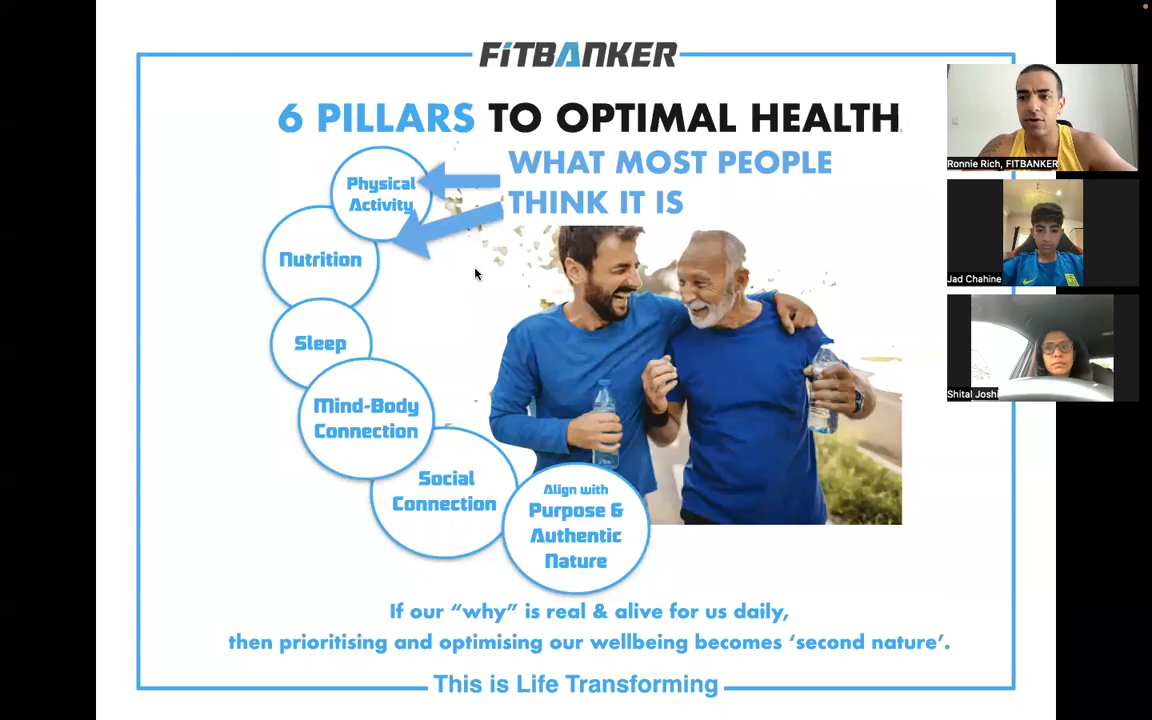 FiTBANKER
6 PILLARS TO OPTIMAL HEALTH
WHAT MOST PEOPLE
THINK IT IS
Physical
Activity
Nutrition
Sleep
Mind-Body
Connection
Social
Connection
Align with
Purpose &
Authentic
Nature
If our “why” is real & alive for us daily,
then prioritising and optimising our wellbeing becomes ‘second nature’.
This is Life Transforming
Ronnie Rich, FITBANKER
Jad Chahine
Shital Joshi